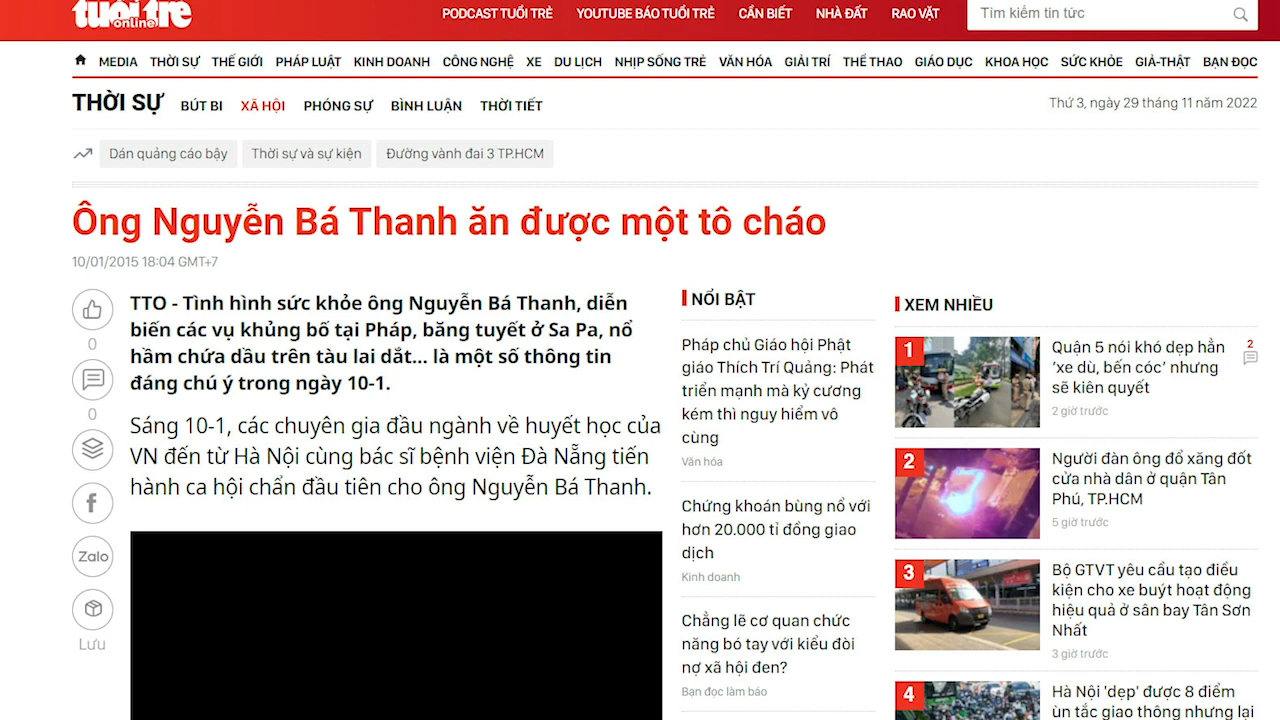 tuổi trẻ
online
PODCAST TUỔI TRẺ
YOUTUBE BÁO TUỔI TRẺ
CẦN BIẾT
NHÀ ĐẤT
RAO VẶT
Tìm kiếm tin tức
MEDIA THỜI SỰ THẾ GIỚI PHÁP LUẬT KINH DOANH CÔNG NGHỆ XE DU LỊCH NHỊP SỐNG TRẺ VĂN HÓA GIẢI TRÍ THỂ THAO GIÁO DỤC KHOA HỌC SỨC KHỎE GIẢ-THẬT BẠN ĐỌC
THỜI SỰ BÚT BI XÃ HỘI PHÓNG SỰ BÌNH LUẬN THỜI TIẾT
Thứ 3, ngày 29 tháng 11 năm 2022
Dán quảng cáo bậy
Thời sự và sự kiện
Đường vành đai 3 TP.HCM
Ông Nguyễn Bá Thanh ăn được một tô cháo
10/01/2015 18:04 GMT+7
0
0
f
Zalo
Lưu
TTO - Tình hình sức khỏe ông Nguyễn Bá Thanh, diễn
biến các vụ khủng bố tại Pháp, băng tuyết ở Sa Pa, nổ
hầm chứa dầu trên tàu lai dắt... là một số thông tin
đáng chú ý trong ngày 10-1.
Sáng 10-1, các chuyên gia đầu ngành về huyết học của
VN đến từ Hà Nội cùng bác sĩ bệnh viện Đà Nẵng tiến
hành ca hội chẩn đầu tiên cho ông Nguyễn Bá Thanh.
NỔI BẬT
Pháp chủ Giáo hội Phật
giáo Thích Trí Quảng: Phát
triển mạnh mà kỷ cương
kém thì nguy hiểm vô
cùng
Văn hóa
Chứng khoán bùng nổ với
hơn 20.000 tỉ đồng giao
dịch
Kinh doanh
Chẳng lẽ cơ quan chức
năng bó tay với kiểu đòi
nợ xã hội đen?
Bạn đọc làm báo
XEM NHIỀU
1
Quận 5 nói khó dẹp hẳn
'xe dù, bến cóc' nhưng
sẽ kiên quyết
2
2 giờ trước
2
Người đàn ông đổ xăng đốt
cửa nhà dân ở quận Tân
Phú, TP.HCM
5 giờ trước
3
Bộ GTVT yêu cầu tạo điều
kiện cho xe buýt hoạt động
hiệu quả ở sân bay Tân Sơn
Nhất
3 giờ trước
4
Hà Nội 'dẹp' được 8 điểm
ùn tắc giao thông nhưng lại